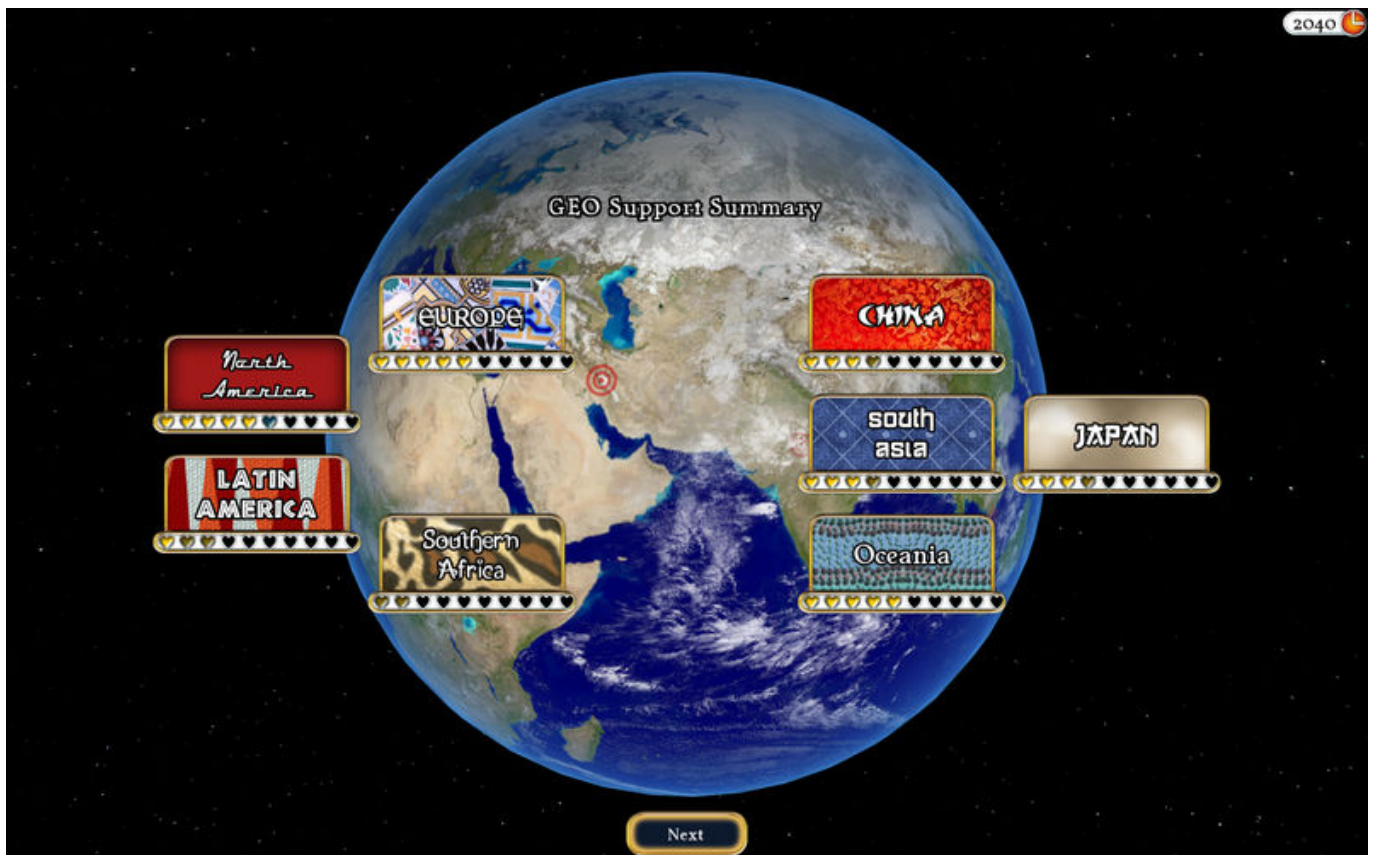 2040
GEO Support Summary
EUROPE
CHINA
North
America
south
asia
JAPAN
LATIN
AMERICA
Southern
Africa
Oceania
Next